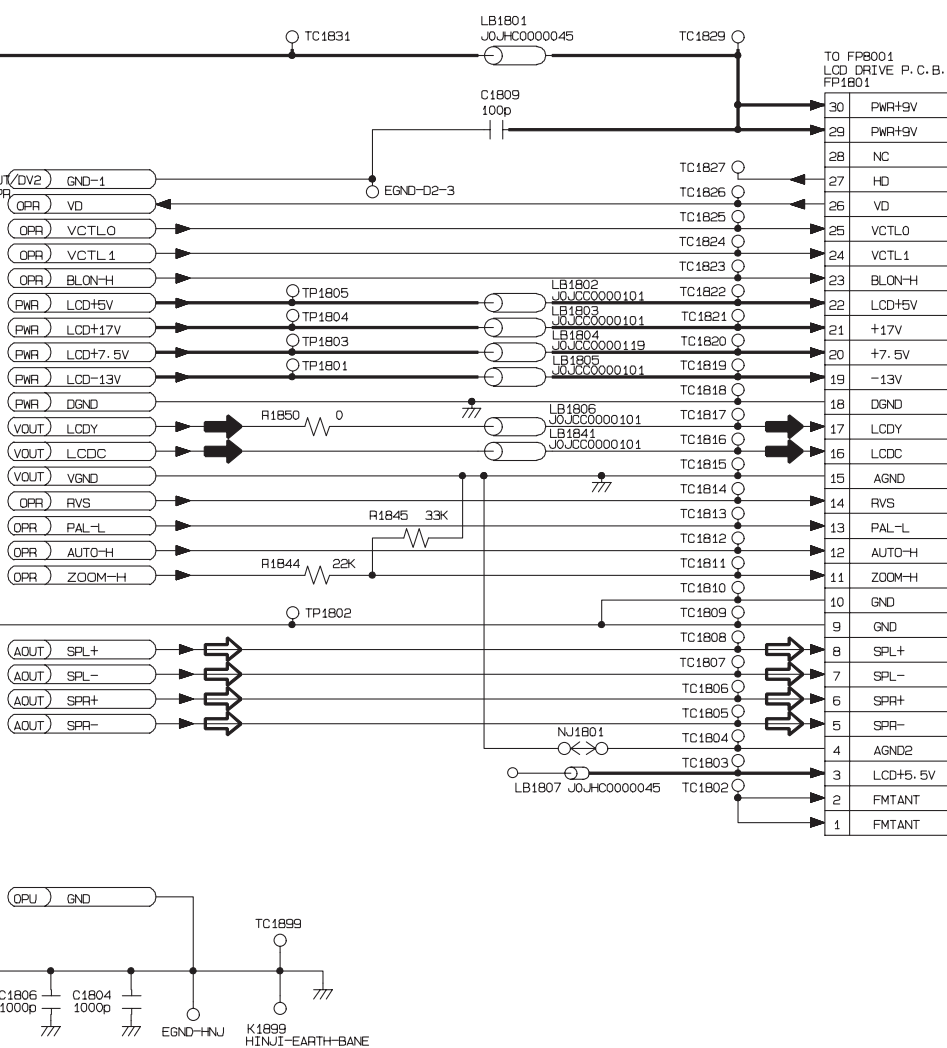 LB1801
TC1831 J0JHC0000045 TC1829
TO FP8001
LCD DRIVE P.C.B.
FP1801
C1809
100p
30 PWR+9V
29 PWR+9V
28 NC
TC1827
/DV2) GND-1 27 HD
EGND-D2-3
TC1826
OPR VD 26 VD
TC1825
OPR VCTL0 25 VCTL0
TC1824
OPR VCTL1 24 VCTL1
TC1823
OPR BLON-H 23 BLON-H
LB1802
TP1805 J0JCC0000101 TC1822
PWR LCD+5V 22 LCD+5V
LB1803
TP1804 J0JCC0000101 TC1821
PWR LCD+17V 21 +17V
LB1804
TP1803 J0JCC0000119 TC1820
PWR LCD+7.5V 20 +7.5V
LB1805
TP1801 J0JCC0000101 TC1819
PWR LCD-13V 19 -13V
TC1818
PWR DGND 18 DGND
LB1806
R1850 0 J0JCC0000101 TC1817
VOUT LCDY 17 LCDY
LB1841
J0JCC0000101 TC1816
VOUT LCDC 16 LCDC
TC1815
VOUT VGND 15 AGND
TC1814
OPR RVS 14 RVS
R1845 33K TC1813
OPR PAL-L 13 PAL-L
TC1812
OPR AUTO-H 12 AUTO-H
R1844 22K TC1811
OPR ZOOM-H 11 ZOOM-H
TC1810
10 GND
TP1802 TC1809
9 GND
TC1808
AOUT SPL+ 8 SPL+
TC1807
AOUT SPL- 7 SPL-
TC1806
AOUT SPR+ 6 SPR+
TC1805
AOUT SPR- 5 SPR-
NJ1801 TC1804
4 AGND2
TC1803
3 LCD+5.5V
LB1807 J0JHC0000045 TC1802
2 FMTANT
1 FMTANT
OPU GND
TC1899
C1806 C1804
1000p 1000p
EGND-HNJ
K1899
HINJI-EARTH-BANE